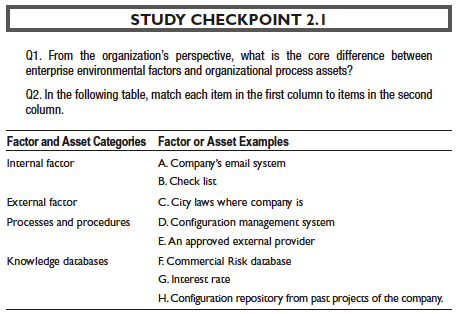 STUDY CHECKPOINT 2.1
Q1. From the organization's perspective, what is the core difference between
enterprise environmental factors and organizational process assets?
Q2. In the following table, match each item in the first column to items in the second
column.
Factor and Asset Categories Factor or Asset Examples
Internal factor A. Company's email system
B. Check list
External factor C. City laws where company is
Processes and procedures D. Configuration management system
E. An approved external provider
Knowledge databases F. Commercial Risk database
G. Interest rate
H. Configuration repository from past projects of the company.